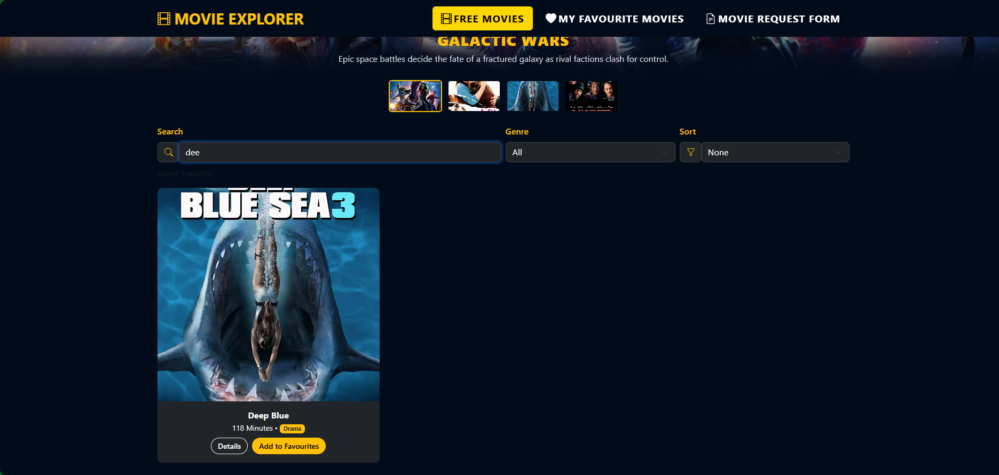 MOVIE EXPLORER
FREE MOVIES
MY FAVOURITE MOVIES
MOVIE REQUEST FORM
GALACTIC WARS
Epic space battles decide the fate of a fractured galaxy as rival factions clash for control.
Search
Genre
Sort
dee
All
None
Found 1 result(s)
BLUE SEA 3
Deep Blue
118 Minutes • Drama
Details
Add to Favourites